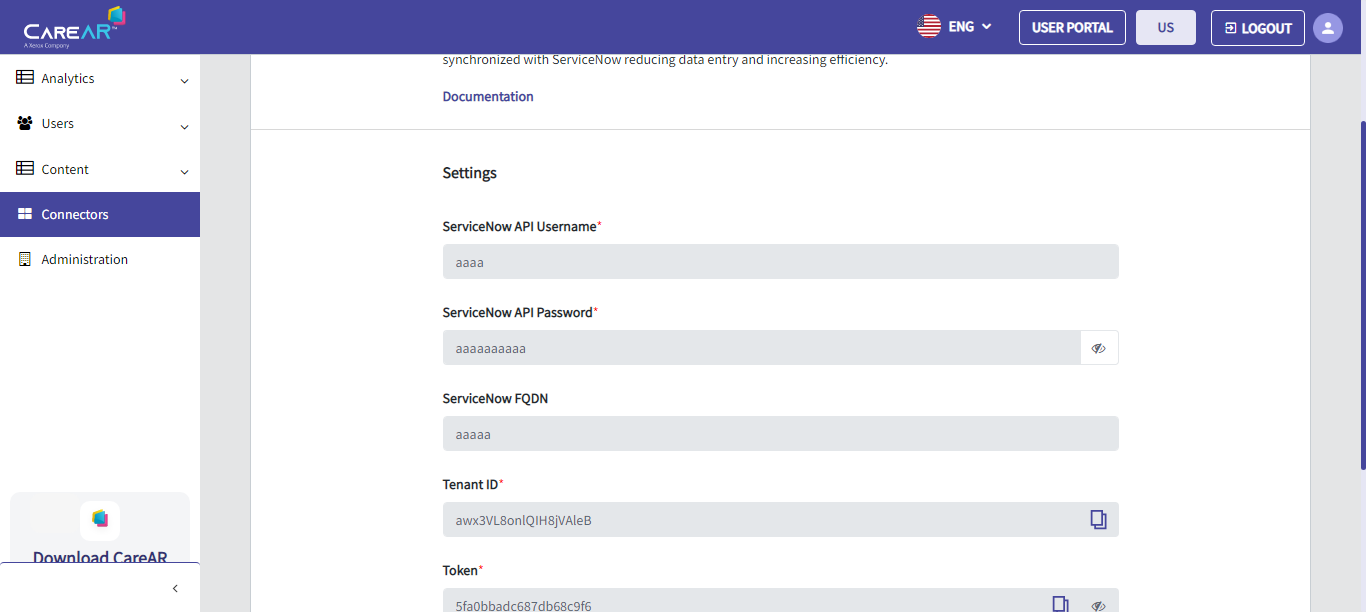 CAREAR™
A Xerox Company
ENG
USER PORTAL
US
LOGOUT
Analytics
Users
Content
Connectors
Administration
Download CareAR
synchronized with ServiceNow reducing data entry and increasing efficiency.
Documentation
Settings
ServiceNow API Username*
aaaa
ServiceNow API Password*
aaaaaaaaaa
ServiceNow FQDN
aaaaa
Tenant ID*
awx3VL8onlQIH8jVAleB
Token*
5fa0bbadc687db68c9f6